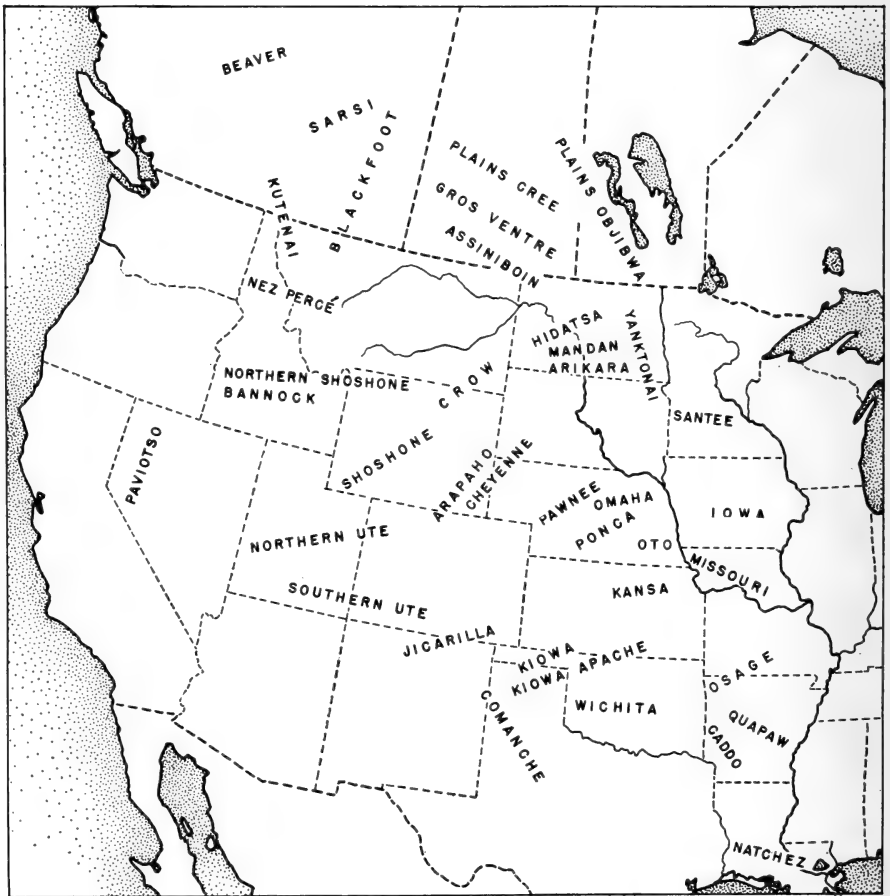 BEAVER
SARSI
BLACKFOOT
KUTENAI
PLAINS CREE
GROS VENTRE
ASSINIBOIN
PLAINS OBJIBWA
NEZ PERCÉ
HIDATSA
MANDAN
ARIKARA
YANKTONAI
NORTHERN SHOSHONE
BANNOCK
CROW
SANTEE
PAVIOTSO
SHOSHONE
ARAPAHO
CHEYENNE
PAWNEE
OMAHA
PONCA
IOWA
OTO
MISSOURI
NORTHERN UTE
SOUTHERN UTE
KANSA
JICARILLA
KIOWA
KIOWA APACHE
OSAGE
COMANCHE
WICHITA
QUAPAW
CADDO
NATCHEZ